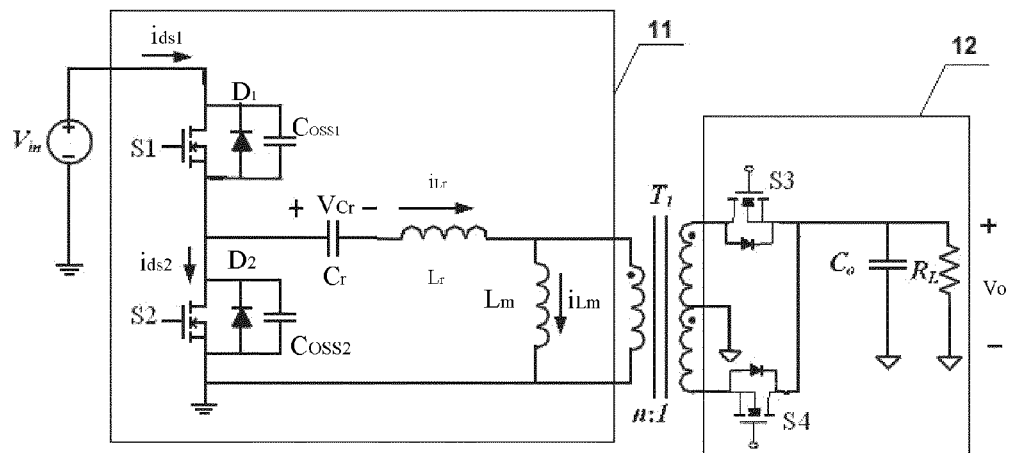 11
12
ids1
D1
COSS1
Vin
S1
+ VCr −
iLr
T1
S3
ids2
D2
Cr
Lr
Lm
iLm
Co
RL
+
Vo
−
S2
COSS2
n:1
S4